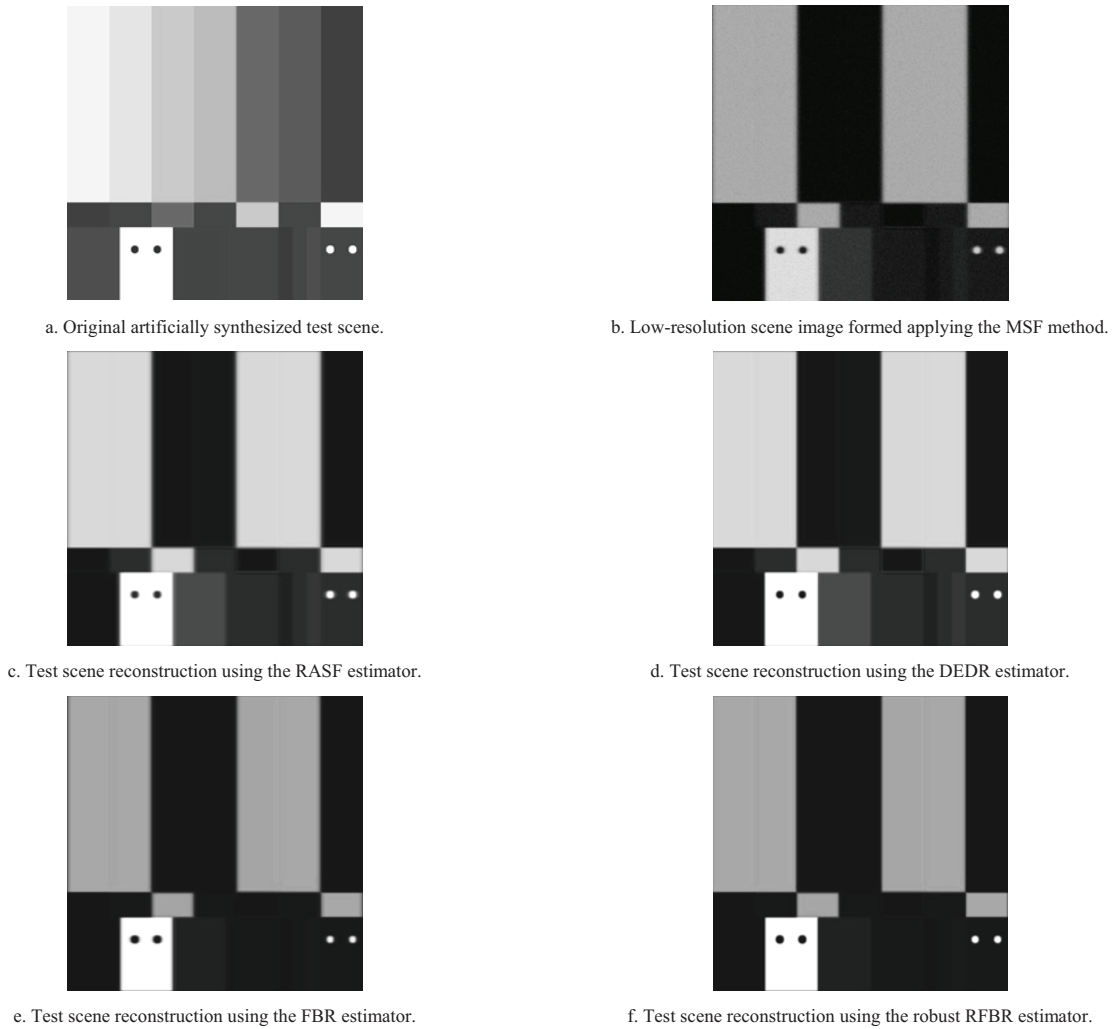 a. Original artificially synthesized test scene.
b. Low-resolution scene image formed applying the MSF method.
c. Test scene reconstruction using the RASF estimator.
d. Test scene reconstruction using the DEDR estimator.
e. Test scene reconstruction using the FBR estimator.
f. Test scene reconstruction using the robust RFBR estimator.